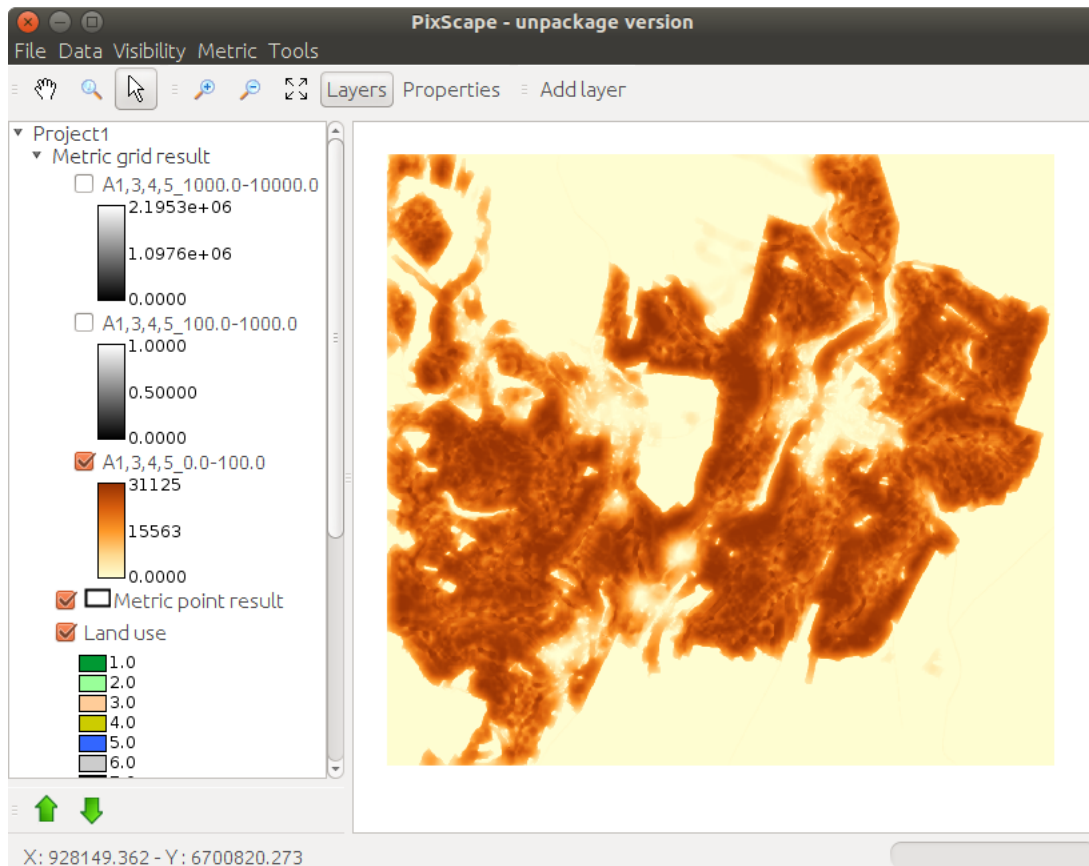 PixScape - unpackage version
File Data Visibility Metric Tools
Layers Properties Add layer
Project1
Metric grid result
A1,3,4,5_1000.0-10000.0
2.1953e+06
1.0976e+06
0.0000
A1,3,4,5_100.0-1000.0
1.0000
0.50000
0.0000
A1,3,4,5_0.0-100.0
31125
15563
0.0000
Metric point result
Land use
1.0
2.0
3.0
4.0
5.0
6.0
X: 928149.362 - Y: 6700820.273